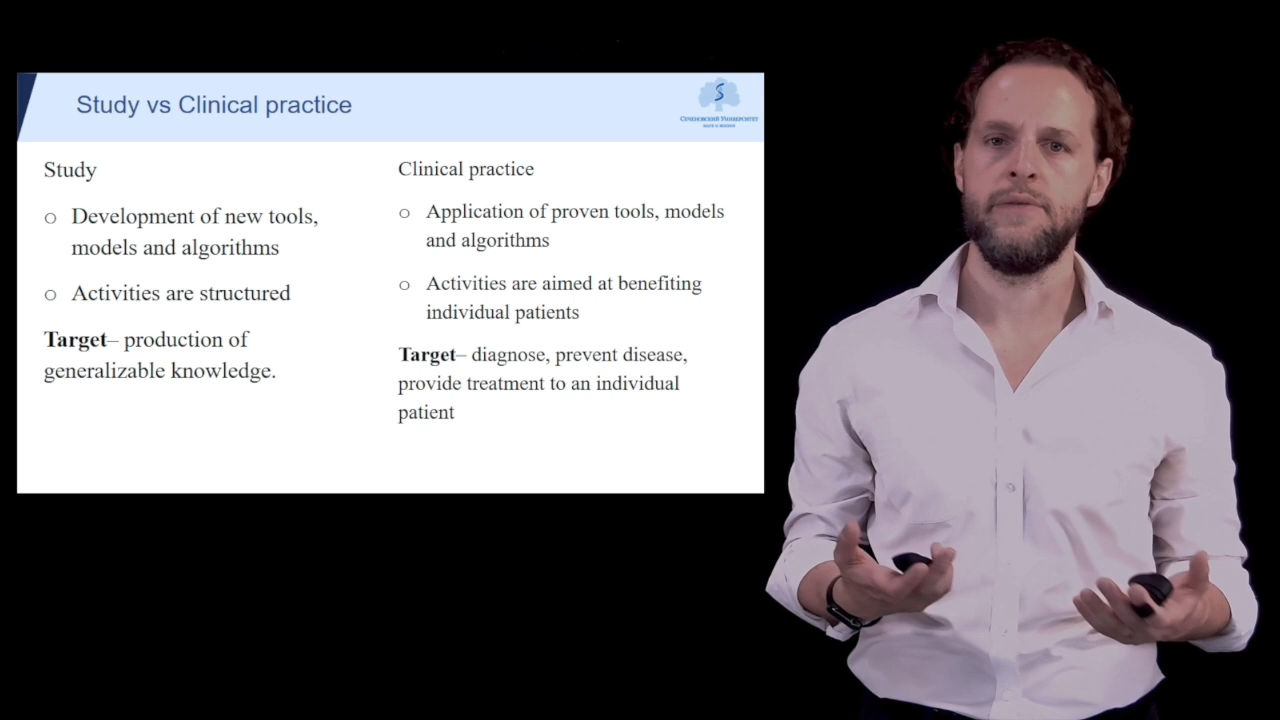 Study vs Clinical practice
Сеченовский Университет
Study
o Development of new tools,
models and algorithms
o Activities are structured
Target– production of
generalizable knowledge.
Clinical practice
o Application of proven tools, models
and algorithms
o Activities are aimed at benefiting
individual patients
Target– diagnose, prevent disease,
provide treatment to an individual
patient